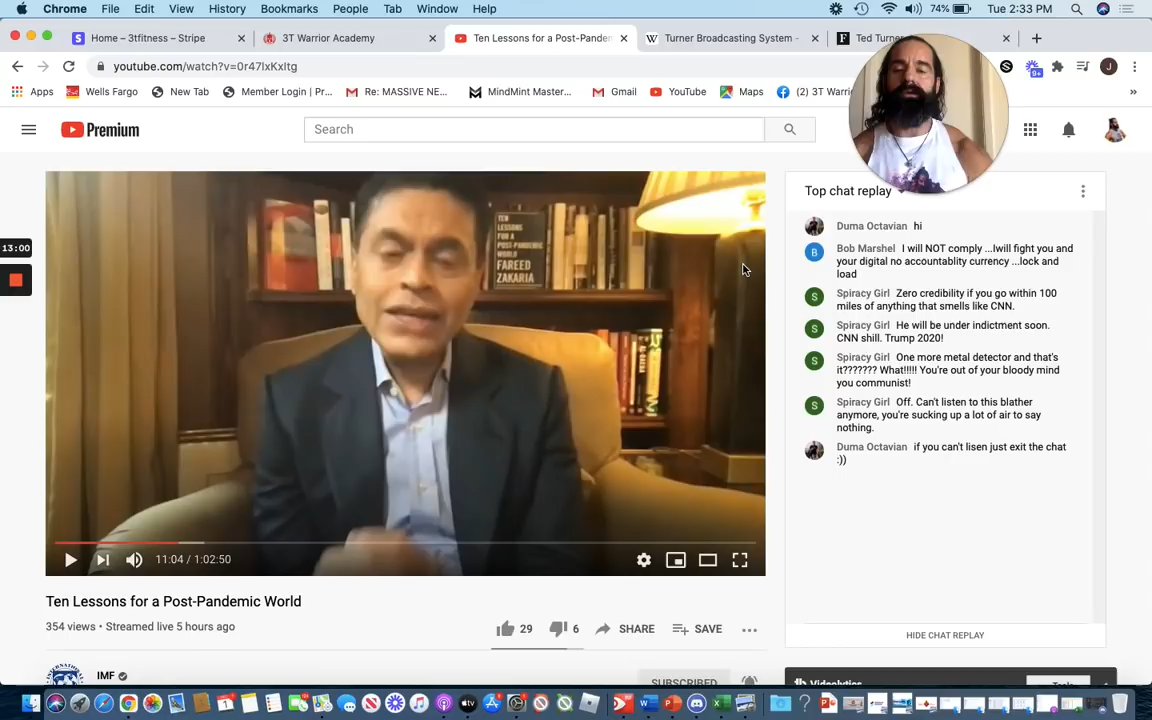 Chrome File Edit View History Bookmarks People Tab Window Help 74% Tue 2:33 PM
Home – 3tfitness – Stripe 3T Warrior Academy Ten Lessons for a Post-Pandem Turner Broadcasting System - Ted Turner
youtube.com/watch?v=0r47lxKxItg J
Apps Wells Fargo New Tab Member Login | Pr... Re: MASSIVE NE... MindMint Master... Gmail YouTube Maps (2) 3T Warri »
Premium Search
Top chat replay
Duma Octavian hi
Bob Marshel I will NOT comply ...Iwill fight you and
your digital no accountablity currency ...lock and
load
Spiracy Girl Zero credibility if you go within 100
miles of anything that smells like CNN.
Spiracy Girl He will be under indictment soon.
CNN shill. Trump 2020!
Spiracy Girl One more metal detector and that's
it??????? What!!!!! You're out of your bloody mind
you communist!
Spiracy Girl Off. Can't listen to this blather
anymore, you're sucking up a lot of air to say
nothing.
Duma Octavian if you can't lisen just exit the chat
:))
TEN
LESSONS
FOR A
POST-PANDEMIC
WORLD
FAREED
ZAKARIA
13:00
11:04 / 1:02:50
Ten Lessons for a Post-Pandemic World
354 views • Streamed live 5 hours ago
29 6 SHARE SAVE
HIDE CHAT REPLAY
IMF SUBSCRIBED
Videolytics Tools